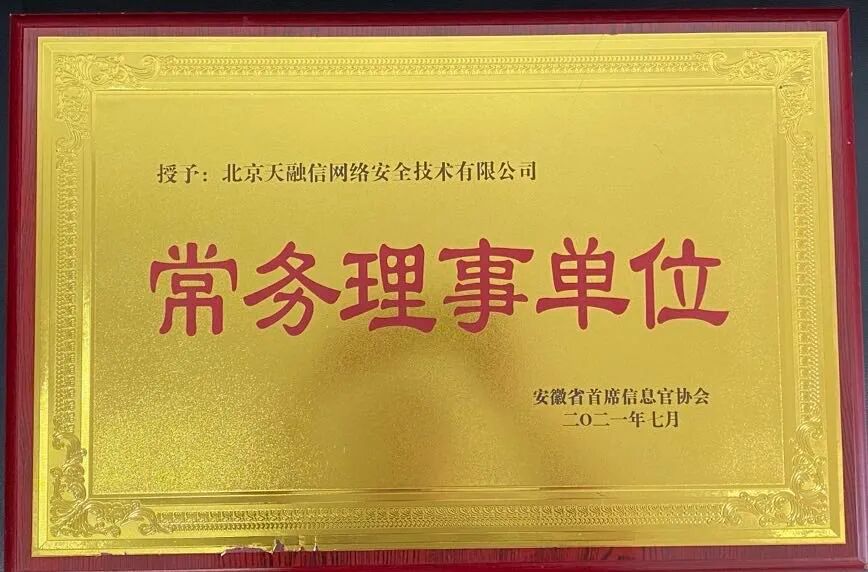 授予：北京天融信网络安全技术有限公司
常务理事单位
安徽省首席信息官协会
二〇二一年七月